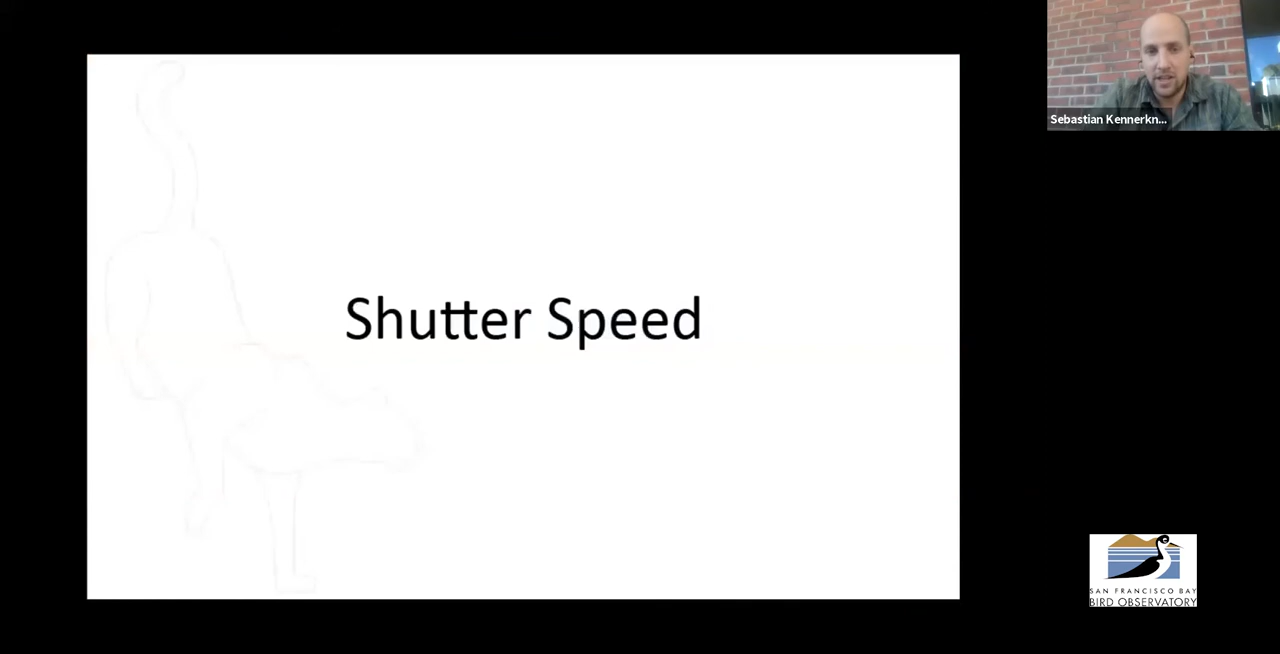 Shutter Speed
Sebastian Kennerkn...
SAN FRANCISCO BAY
BIRD OBSERVATORY